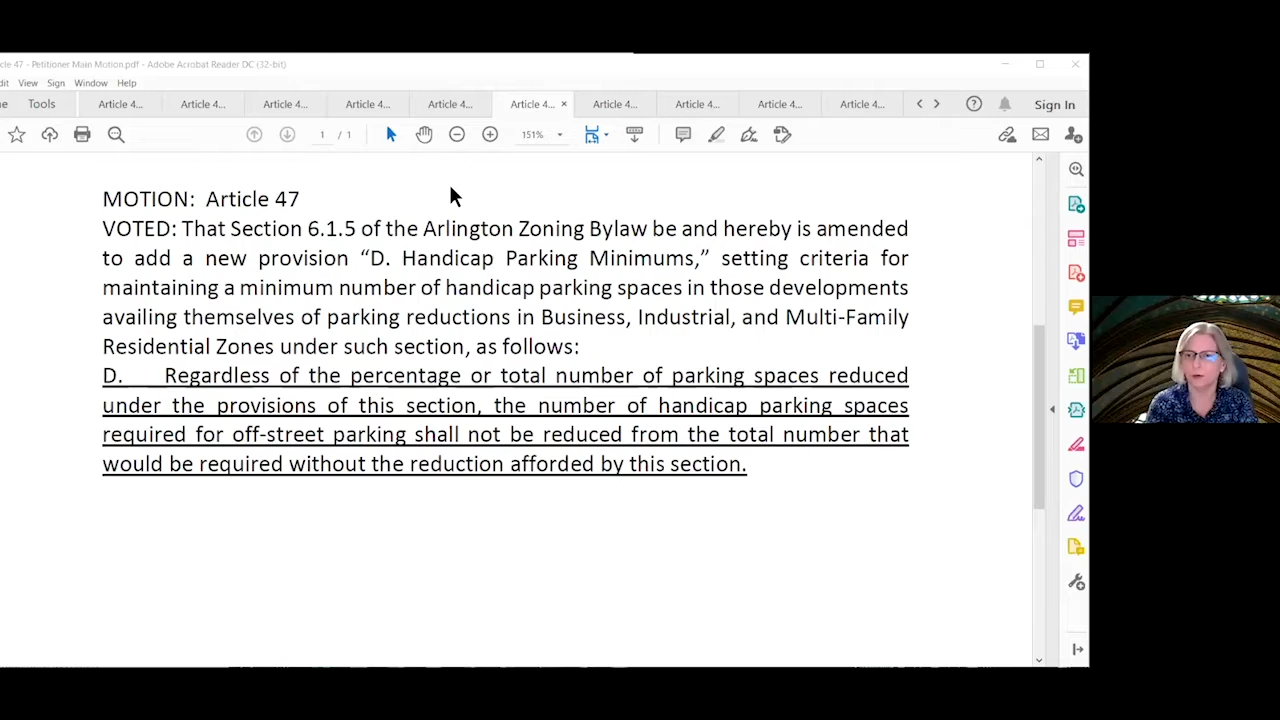 cle 47 - Petitioner Main Motion.pdf - Adobe Acrobat Reader DC (32-bit)
dit View Sign Window Help
e Tools Article 4... Article 4... Article 4... Article 4... Article 4... Article 4... × Article 4... Article 4... Article 4... Article 4... Sign In
1 / 1 151%
MOTION: Article 47
VOTED: That Section 6.1.5 of the Arlington Zoning Bylaw be and hereby is amended
to add a new provision “D. Handicap Parking Minimums,” setting criteria for
maintaining a minimum number of handicap parking spaces in those developments
availing themselves of parking reductions in Business, Industrial, and Multi-Family
Residential Zones under such section, as follows:
D. Regardless of the percentage or total number of parking spaces reduced
under the provisions of this section, the number of handicap parking spaces
required for off-street parking shall not be reduced from the total number that
would be required without the reduction afforded by this section.